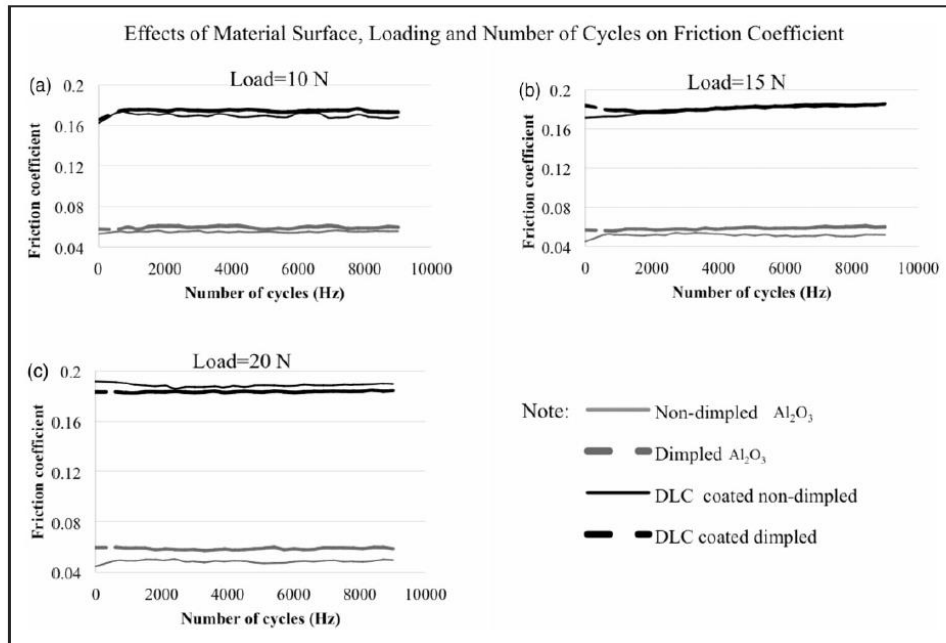 Effects of Material Surface, Loading and Number of Cycles on Friction Coefficient
(a)
Load=10 N
0.2
0.16
0.12
0.08
0.04
Friction coefficient
0 2000 4000 6000 8000 10000
Number of cycles (Hz)
(b)
Load=15 N
0.2
0.16
0.12
0.08
0.04
Friction coefficient
0 2000 4000 6000 8000 10000
Number of cycles (Hz)
(c)
Load=20 N
0.2
0.16
0.12
0.08
0.04
Friction coefficient
0 2000 4000 6000 8000 10000
Number of cycles (Hz)
Note:
Non-dimpled Al₂O₃
Dimpled Al₂O₃
DLC coated non-dimpled
DLC coated dimpled